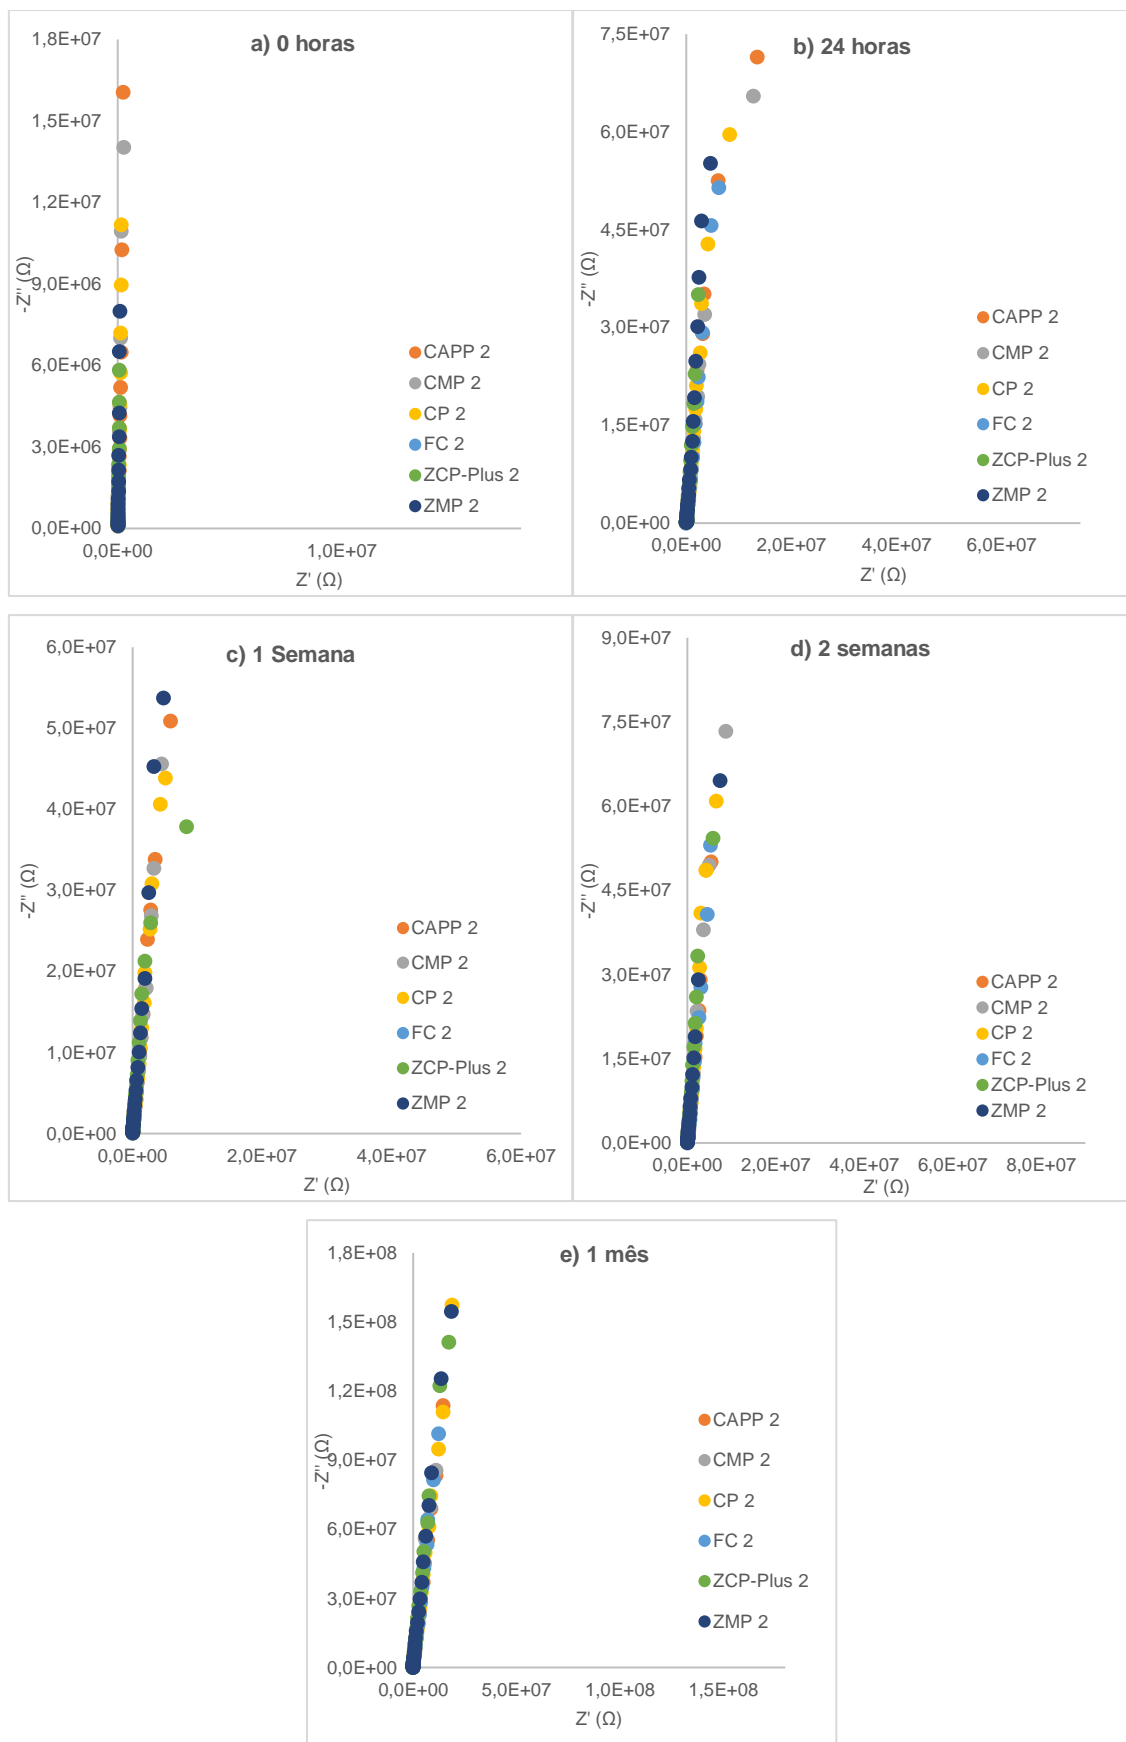 a) 0 horas
1,8E+07
1,5E+07
1,2E+07
9,0E+06
6,0E+06
3,0E+06
0,0E+00
-Z'' (Ω)
0,0E+00 1,0E+07
Z' (Ω)
CAPP 2
CMP 2
CP 2
FC 2
ZCP-Plus 2
ZMP 2
b) 24 horas
7,5E+07
6,0E+07
4,5E+07
3,0E+07
1,5E+07
0,0E+00
-Z'' (Ω)
0,0E+00 2,0E+07 4,0E+07 6,0E+07
Z' (Ω)
CAPP 2
CMP 2
CP 2
FC 2
ZCP-Plus 2
ZMP 2
c) 1 Semana
6,0E+07
5,0E+07
4,0E+07
3,0E+07
2,0E+07
1,0E+07
0,0E+00
-Z'' (Ω)
0,0E+00 2,0E+07 4,0E+07 6,0E+07
Z' (Ω)
CAPP 2
CMP 2
CP 2
FC 2
ZCP-Plus 2
ZMP 2
d) 2 semanas
9,0E+07
7,5E+07
6,0E+07
4,5E+07
3,0E+07
1,5E+07
0,0E+00
-Z'' (Ω)
0,0E+00 2,0E+07 4,0E+07 6,0E+07 8,0E+07
Z' (Ω)
CAPP 2
CMP 2
CP 2
FC 2
ZCP-Plus 2
ZMP 2
e) 1 mês
1,8E+08
1,5E+08
1,2E+08
9,0E+07
6,0E+07
3,0E+07
0,0E+00
-Z'' (Ω)
0,0E+00 5,0E+07 1,0E+08 1,5E+08
Z' (Ω)
CAPP 2
CMP 2
CP 2
FC 2
ZCP-Plus 2
ZMP 2